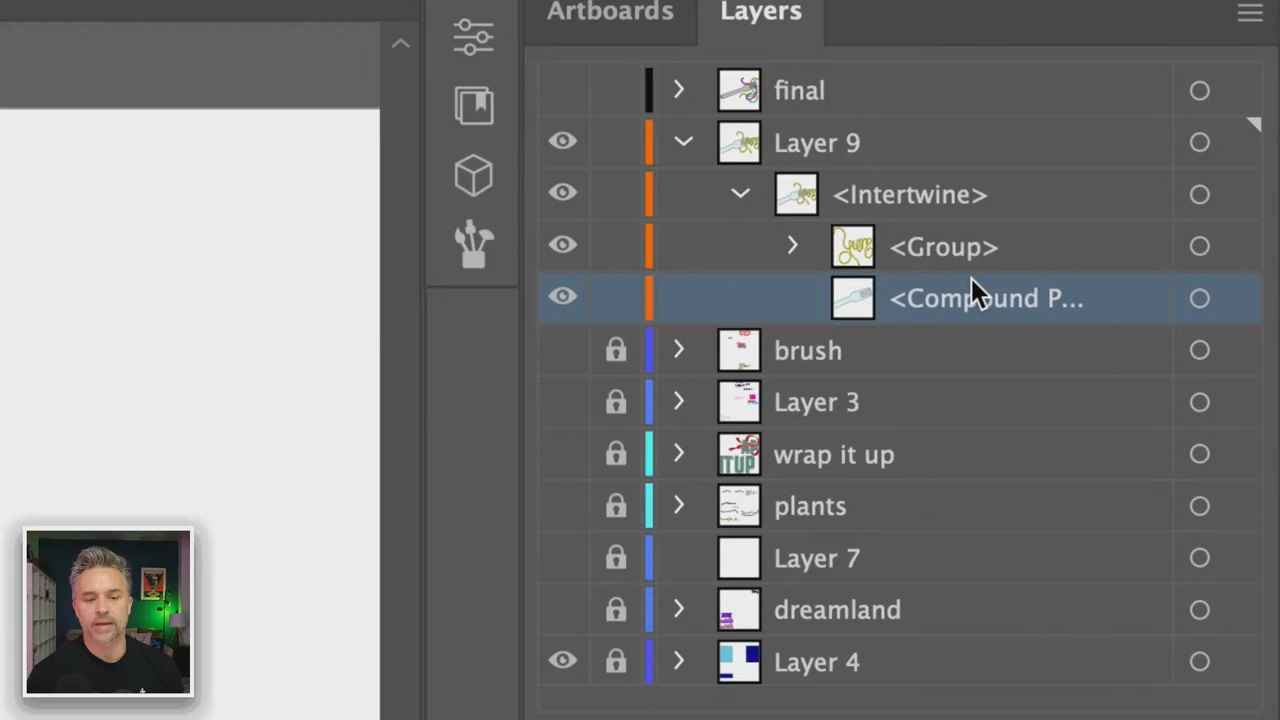 Artboards
Layers
final
Layer 9
<Intertwine>
<Group>
<Compound P...
brush
Layer 3
wrap it up
plants
Layer 7
dreamland
Layer 4